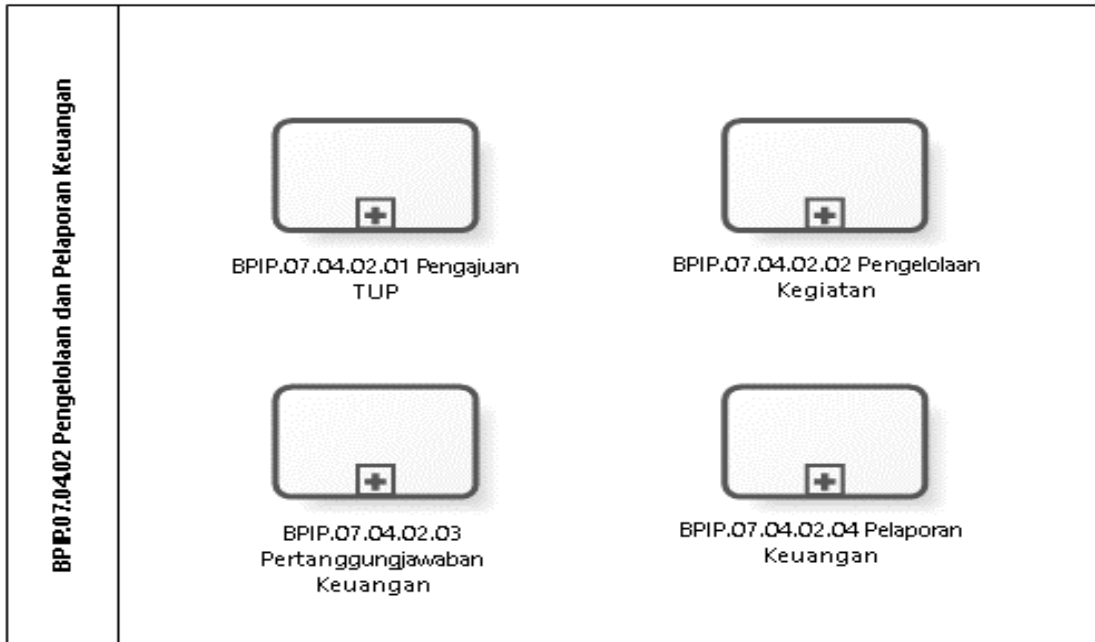 BPIP.07.04.02 Pengelolaan dan Pelaporan Keuangan
BPIP.07.04.02.01 Pengajuan
TUP
BPIP.07.04.02.02 Pengelolaan
Kegiatan
BPIP.07.04.02.03
Pertanggungjawaban
Keuangan
BPIP.07.04.02.04 Pelaporan
Keuangan